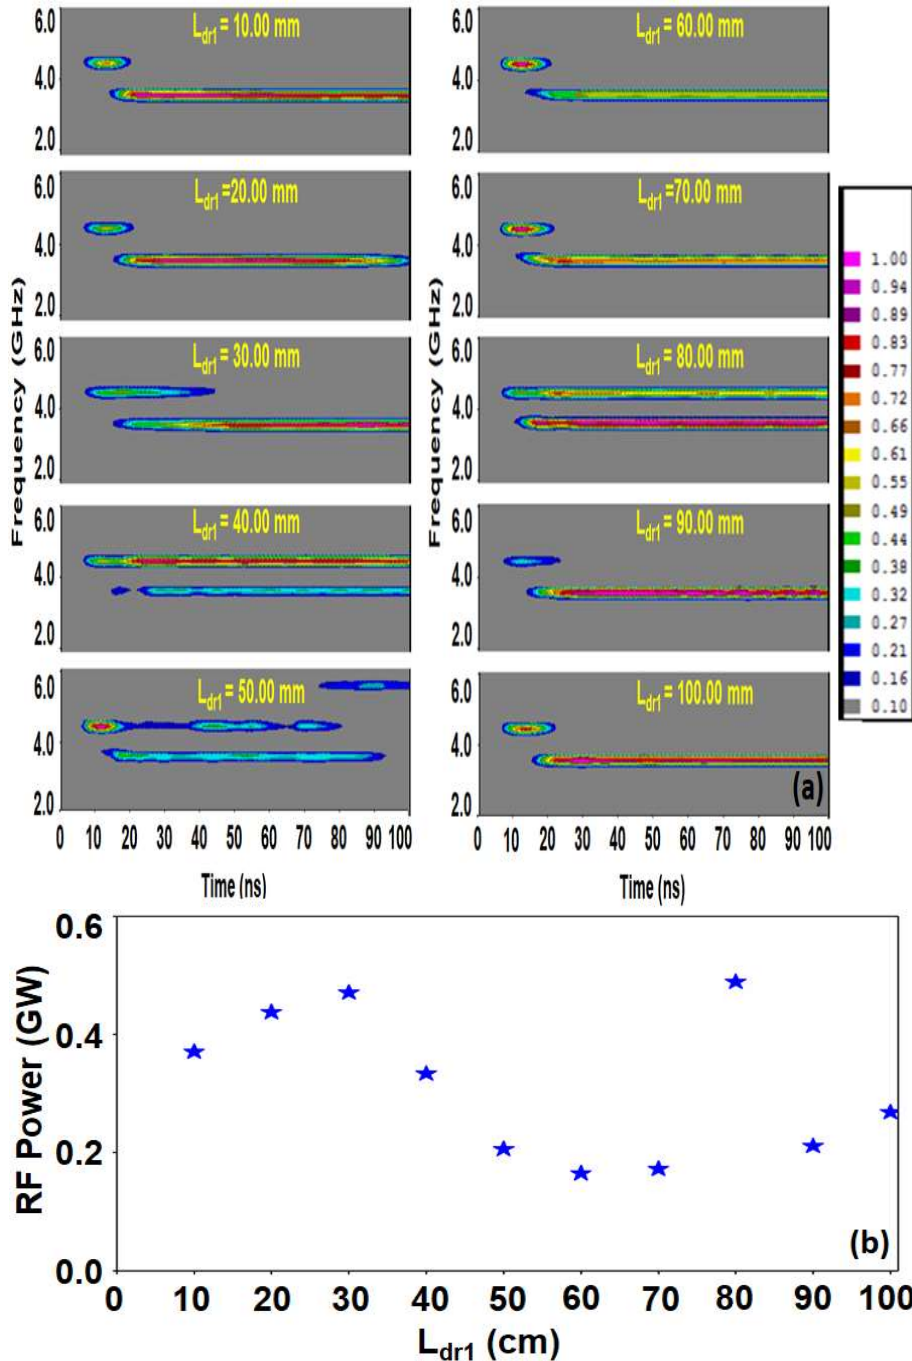 L_dr1 = 10.00 mm
6.0
4.0
2.0
L_dr1 =20.00 mm
6.0
4.0
2.0
L_dr1 = 30.00 mm
6.0
4.0
2.0
L_dr1 = 40.00 mm
6.0
4.0
2.0
L_dr1 = 50.00 mm
6.0
4.0
2.0
0 10 20 30 40 50 60 70 80 90 100
Time (ns)
Frequency (GHz)
L_dr1 = 60.00 mm
6.0
4.0
2.0
L_dr1 =70.00 mm
6.0
4.0
2.0
L_dr1 = 80.00 mm
6.0
4.0
2.0
L_dr1 = 90.00 mm
6.0
4.0
2.0
L_dr1 = 100.00 mm
6.0
4.0
2.0
(a)
0 10 20 30 40 50 60 70 80 90 100
Time (ns)
Frequency (GHz)
1.00
0.94
0.89
0.83
0.77
0.72
0.66
0.61
0.55
0.49
0.44
0.38
0.32
0.27
0.21
0.16
0.10
0.6
0.4
0.2
0.0
RF Power (GW)
(b)
0 10 20 30 40 50 60 70 80 90 100
L_dr1 (cm)